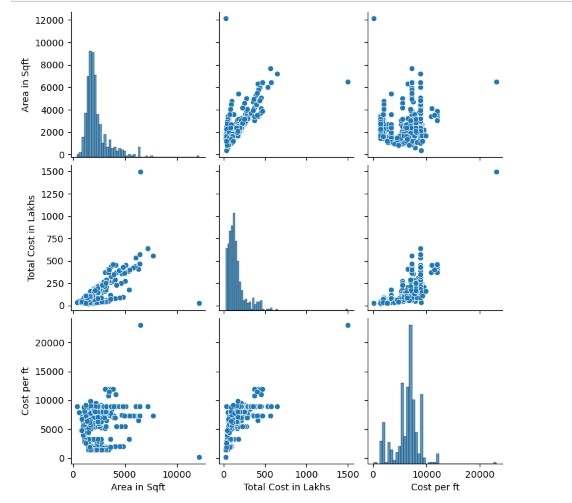 12000
10000
8000
6000
4000
2000
0
Area in Sqft
1500
1250
1000
750
500
250
0
Total Cost in Lakhs
20000
15000
10000
5000
0
Cost per ft
0 5000 10000
Area in Sqft
0 500 1000 1500
Total Cost in Lakhs
0 10000 20000
Cost per ft